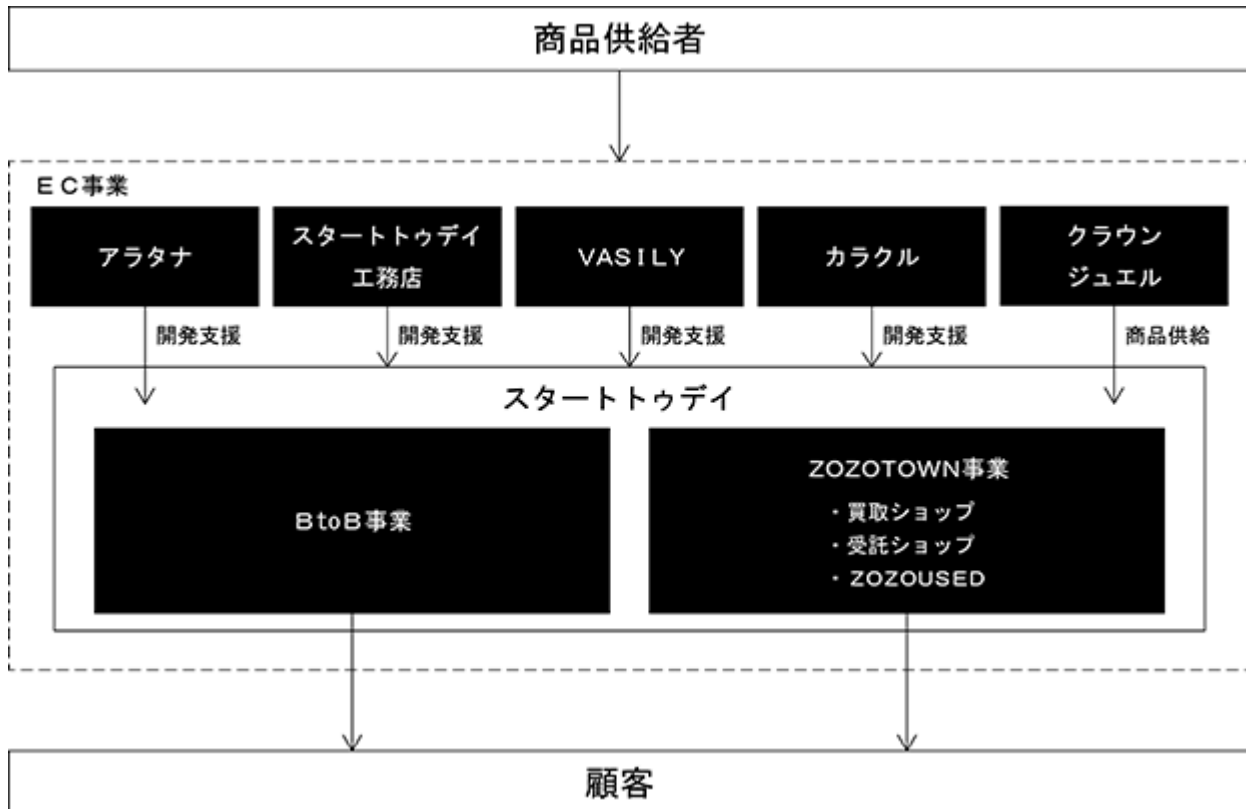 商品供給者
ＥＣ事業
アラタナ
スタートトゥデイ
工務店
ＶＡＳＩＬＹ
カラクル
クラウン
ジュエル
開発支援
開発支援
開発支援
開発支援
商品供給
スタートトゥデイ
ＢtoＢ事業
ZOZOTOWN事業
・買取ショップ
・受託ショップ
・ZOZOUSED
顧客